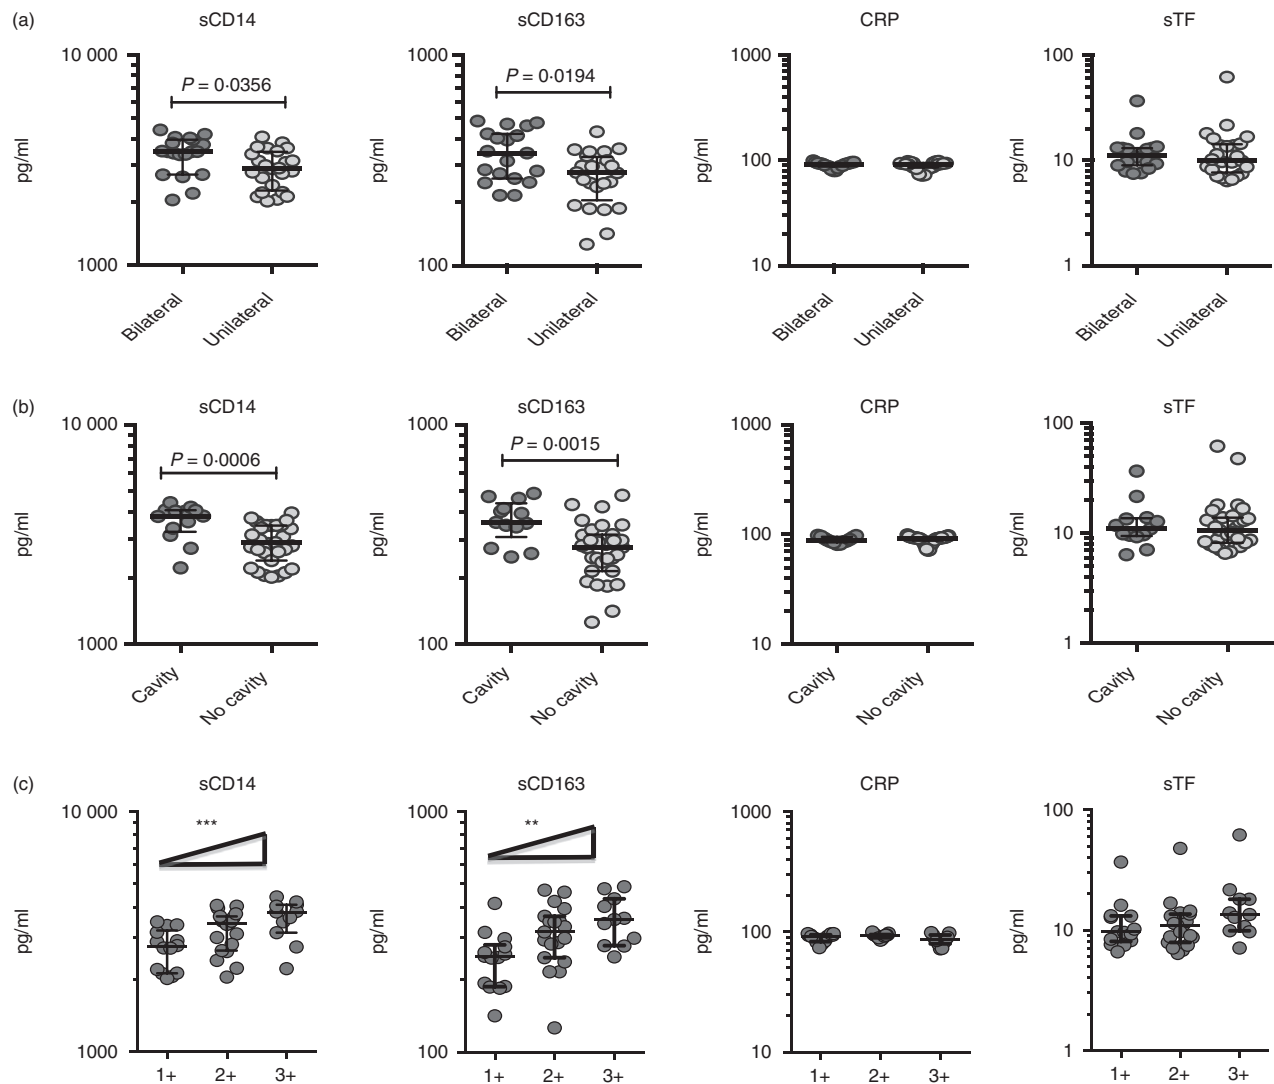 (a)
sCD14
sCD163
CRP
sTF
10 000
1000
1000
100
P = 0·0356
P = 0·0194
pg/ml
pg/ml
pg/ml
pg/ml
100
10
1000
100
10
1
Bilateral
Unilateral
Bilateral
Unilateral
Bilateral
Unilateral
Bilateral
Unilateral
(b)
sCD14
sCD163
CRP
sTF
10 000
1000
1000
100
P = 0·0006
P = 0·0015
pg/ml
pg/ml
pg/ml
pg/ml
100
10
1000
100
10
1
Cavity
No cavity
Cavity
No cavity
Cavity
No cavity
Cavity
No cavity
(c)
sCD14
sCD163
CRP
sTF
10 000
1000
1000
100
***
**
pg/ml
pg/ml
pg/ml
pg/ml
100
10
1000
100
10
1
1+
2+
3+
1+
2+
3+
1+
2+
3+
1+
2+
3+